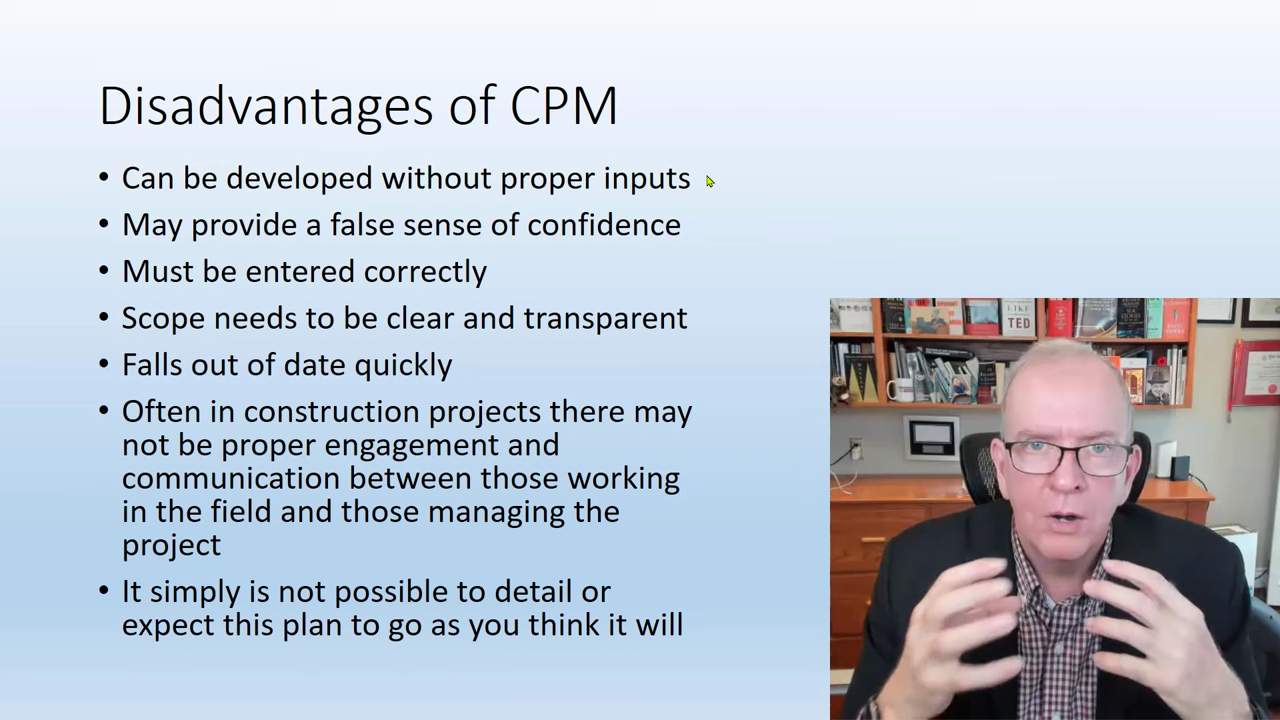 Disadvantages of CPM
• Can be developed without proper inputs
• May provide a false sense of confidence
• Must be entered correctly
• Scope needs to be clear and transparent
• Falls out of date quickly
• Often in construction projects there may
not be proper engagement and
communication between those working
in the field and those managing the
project
• It simply is not possible to detail or
expect this plan to go as you think it will
LIKE
TED